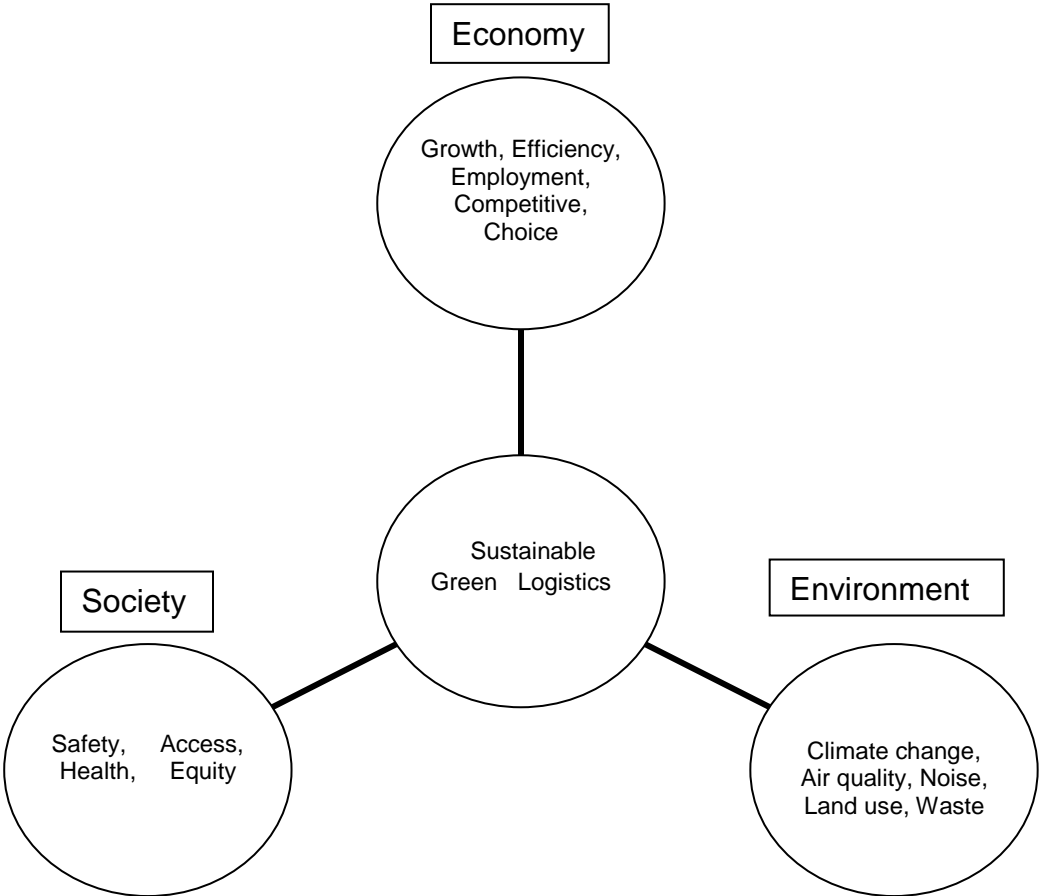 Economy
Growth, Efficiency,
Employment,
Competitive,
Choice
Sustainable
Green Logistics
Society
Safety, Access,
Health, Equity
Environment
Climate change,
Air quality, Noise,
Land use, Waste